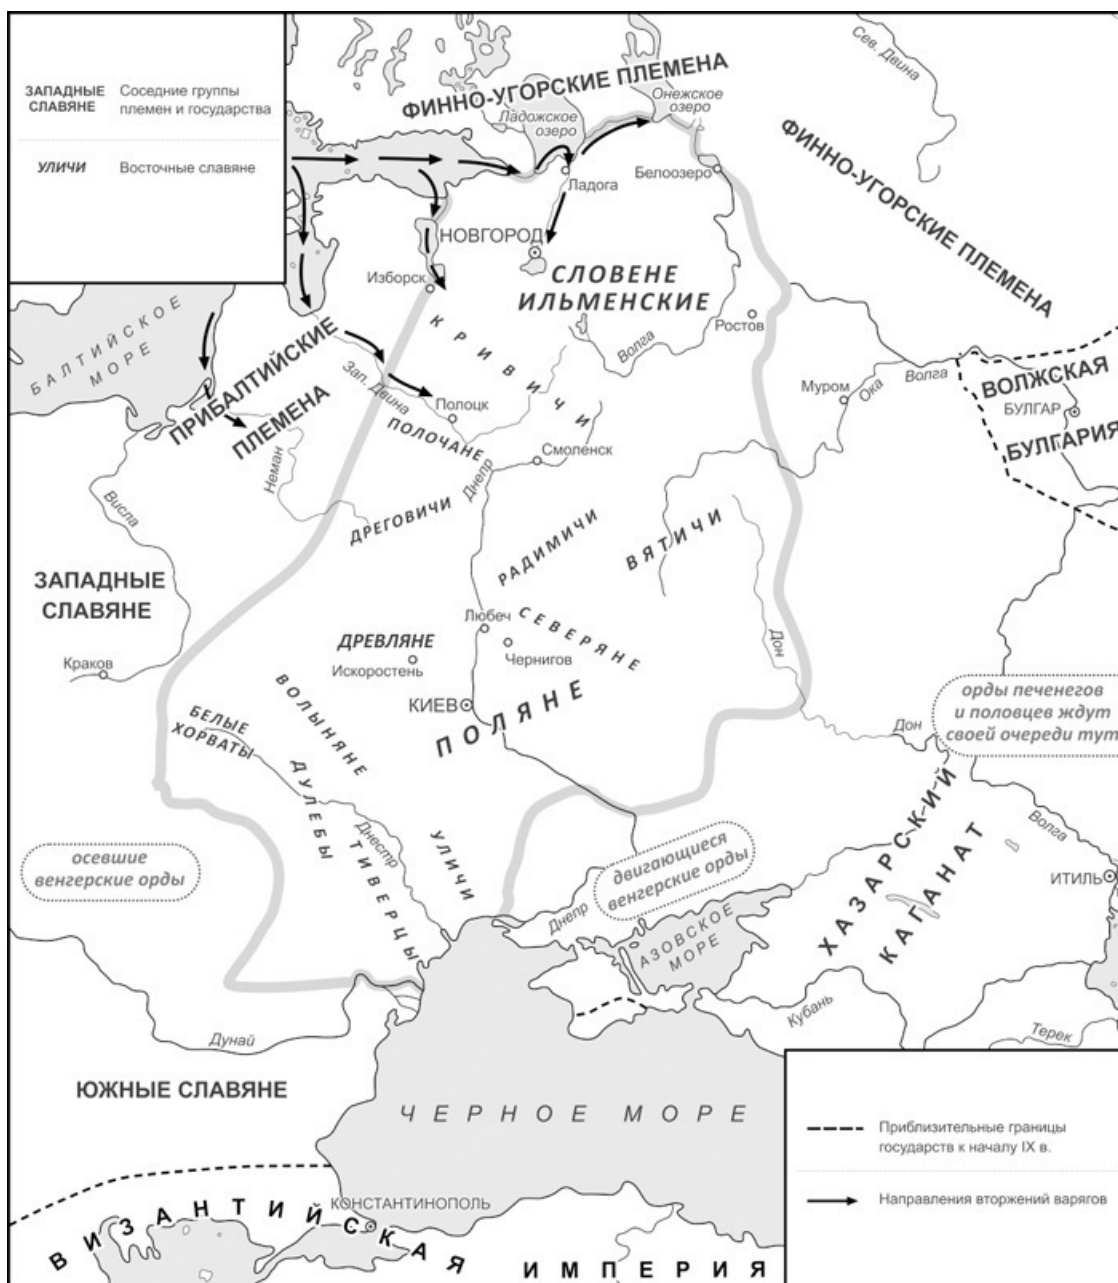 ЗАПАДНЫЕ
СЛАВЯНЕ
Соседние группы
племен и государства
УЛИЧИ
Восточные славяне
ФИННО-УГОРСКИЕ ПЛЕМЕНА
Сев. Двина
Ладожское
озеро
Онежское
озеро
ФИННО-УГОРСКИЕ ПЛЕМЕНА
Ладога
Белоозеро
НОВГОРОД
Изборск
СЛОВЕНЕ
ИЛЬМЕНСКИЕ
БАЛТИЙСКОЕ
МОРЕ
КРИВИЧИ
Ростов
Волга
ПРИБАЛТИЙСКИЕ
ПЛЕМЕНА
Зап. Двина
Полоцк
ПОЛОЧАНЕ
Муром
Ока
Волга
ВОЛЖСКАЯ
БУЛГАР
БУЛГАРИЯ
Неман
Смоленск
Днепр
Висла
ДРЕГОВИЧИ
РАДИМИЧИ
ВЯТИЧИ
ЗАПАДНЫЕ
СЛАВЯНЕ
Любеч
СЕВЕРЯНЕ
ДРЕВЛЯНЕ
Искоростень
Чернигов
Дон
Краков
КИЕВ
ПОЛЯНЕ
орды печенегов
и половцев ждут
своей очереди тут
БЕЛЫЕ
ХОРВАТЫ
ВОЛЫНЯНЕ
ДУЛЕБЫ
Дон
Днестр
ТИВЕРЦЫ
УЛИЧИ
осевшие
венгерские орды
двигающиеся
венгерские орды
ХАЗАРСКИЙ
КАГАНАТ
Волга
ИТИЛЬ
Днепр
АЗОВСКОЕ
МОРЕ
Кубань
Терек
Дунай
ЮЖНЫЕ СЛАВЯНЕ
ЧЕРНОЕ МОРЕ
Приблизительные границы
государств к началу IX в.
Направления вторжений варягов
КОНСТАНТИНОПОЛЬ
ВИЗАНТИЙСКАЯ ИМПЕРИЯ